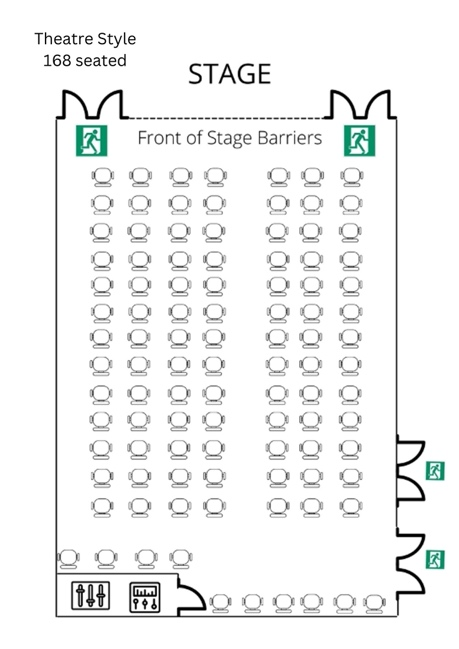 Theatre Style
168 seated
STAGE
Front of Stage Barriers